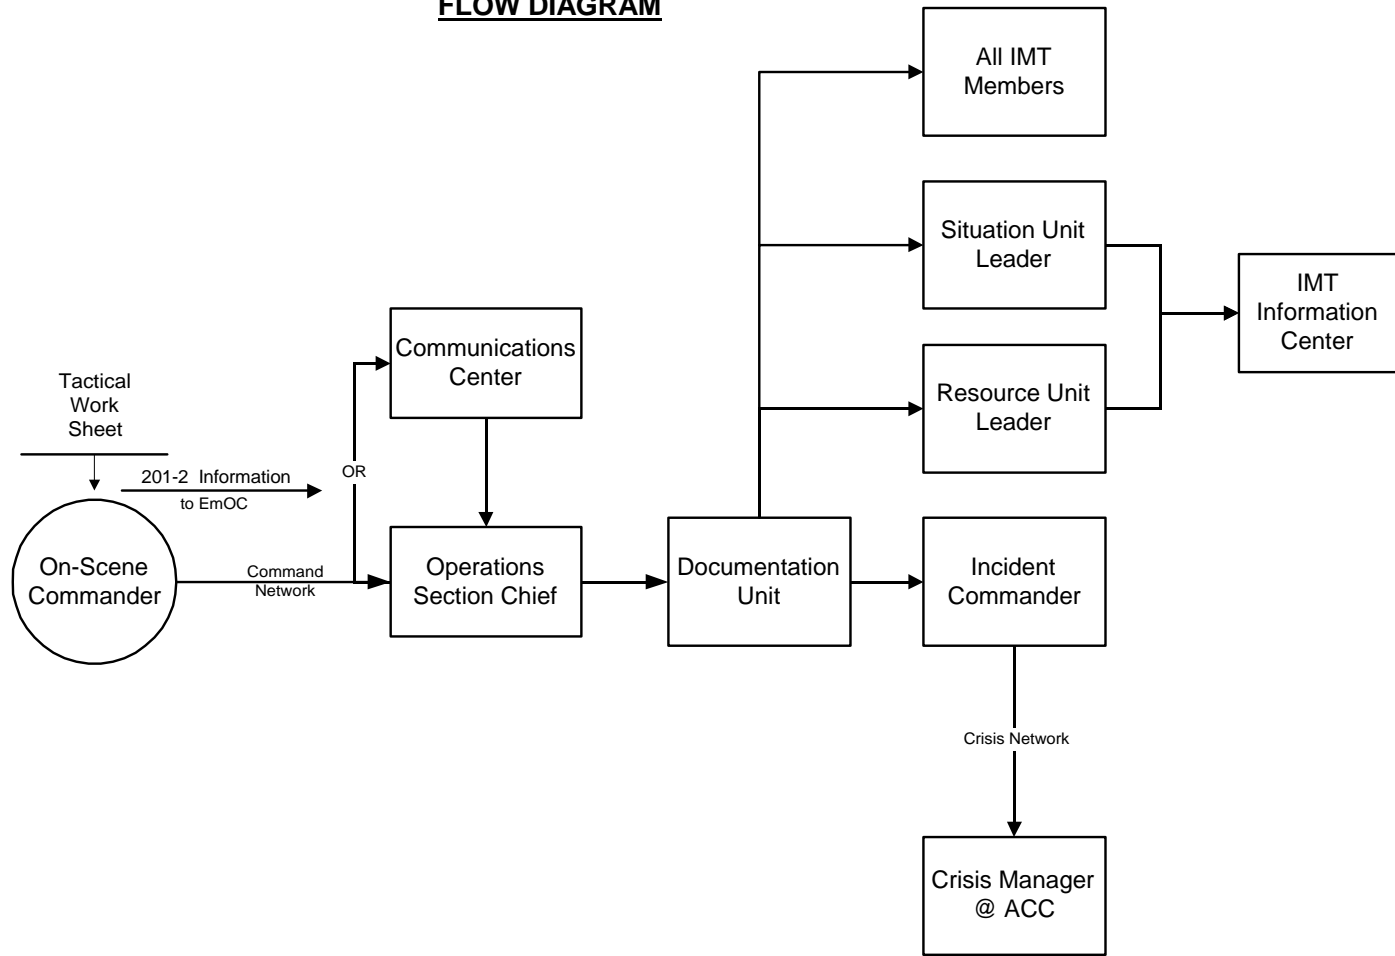 FLOW DIAGRAM
All IMT
Members
Situation Unit
Leader
IMT
Information
Center
Communications
Center
Resource Unit
Leader
Tactical
Work
Sheet
201-2 Information
to EmOC
OR
On-Scene
Commander
Command
Network
Operations
Section Chief
Documentation
Unit
Incident
Commander
Crisis Network
Crisis Manager
@ ACC